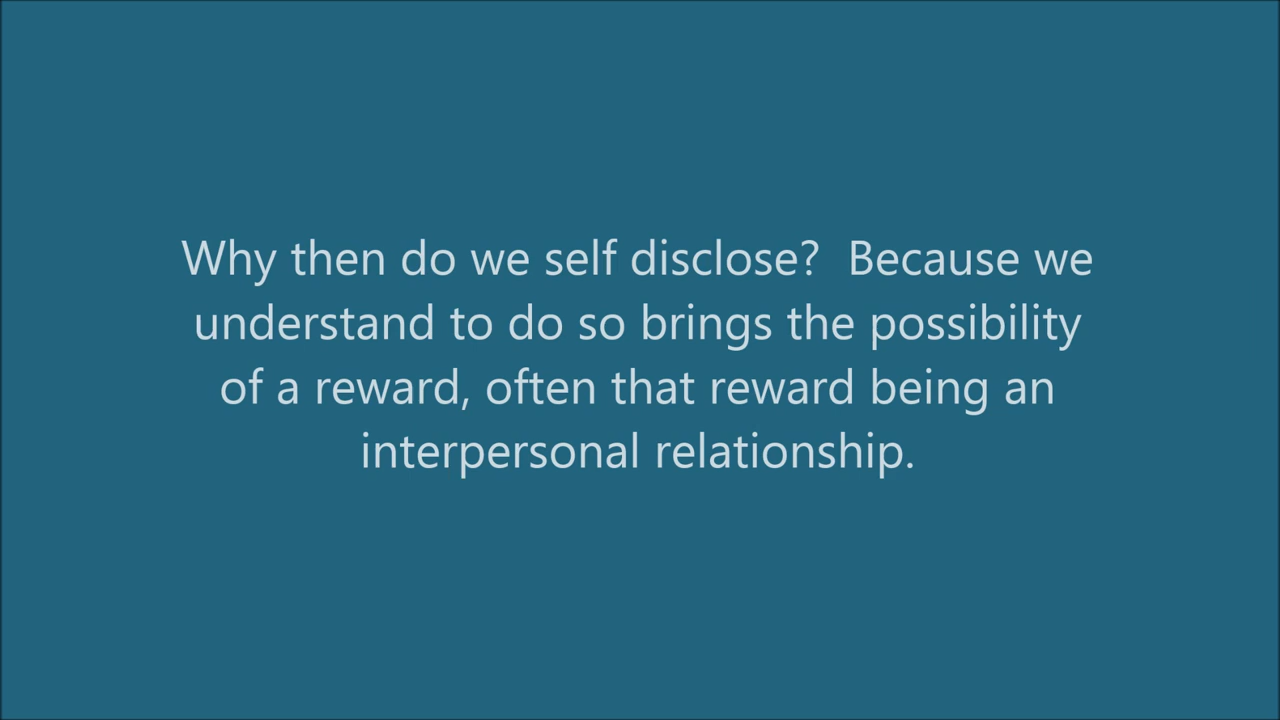 Why then do we self disclose?  Because we
understand to do so brings the possibility
of a reward, often that reward being an
interpersonal relationship.